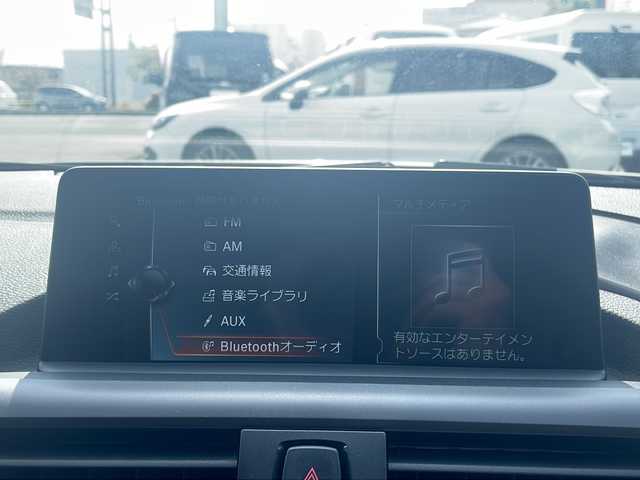 FM
AM
交通情報
音楽ライブラリ
AUX
Bluetoothオーディオ
マルチメディア
有効なエンターテイメン
トソースはありません。